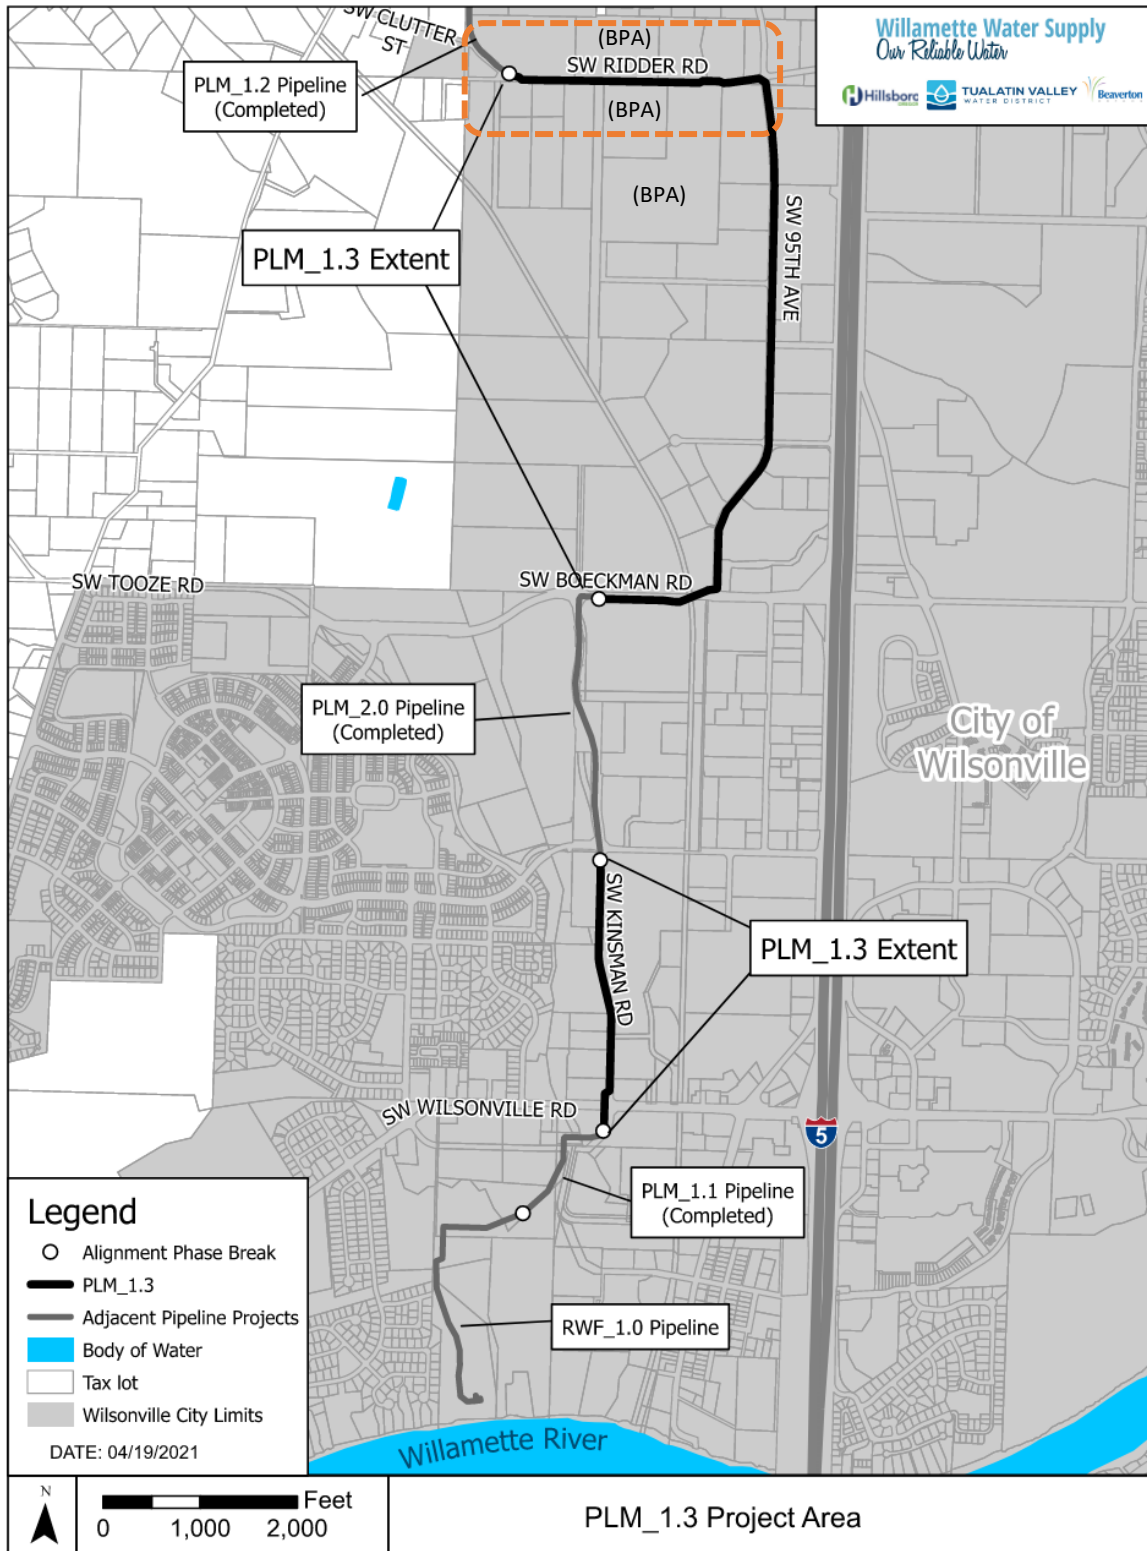 SW CLUTTER
ST
(BPA)
SW RIDDER RD
(BPA)
(BPA)
Willamette Water Supply
Our Reliable Water
Hillsboro
TUALATIN VALLEY
WATER DISTRICT
Beaverton
PLM_1.2 Pipeline
(Completed)
PLM_1.3 Extent
SW 95TH AVE
SW TOOZE RD
SW BOECKMAN RD
PLM_2.0 Pipeline
(Completed)
City of
Wilsonville
SW KINSMAN RD
PLM_1.3 Extent
SW WILSONVILLE RD
5
PLM_1.1 Pipeline
(Completed)
RWF_1.0 Pipeline
Willamette River
Legend
Alignment Phase Break
PLM_1.3
Adjacent Pipeline Projects
Body of Water
Tax lot
Wilsonville City Limits
DATE: 04/19/2021
N
Feet
0 1,000 2,000
PLM_1.3 Project Area